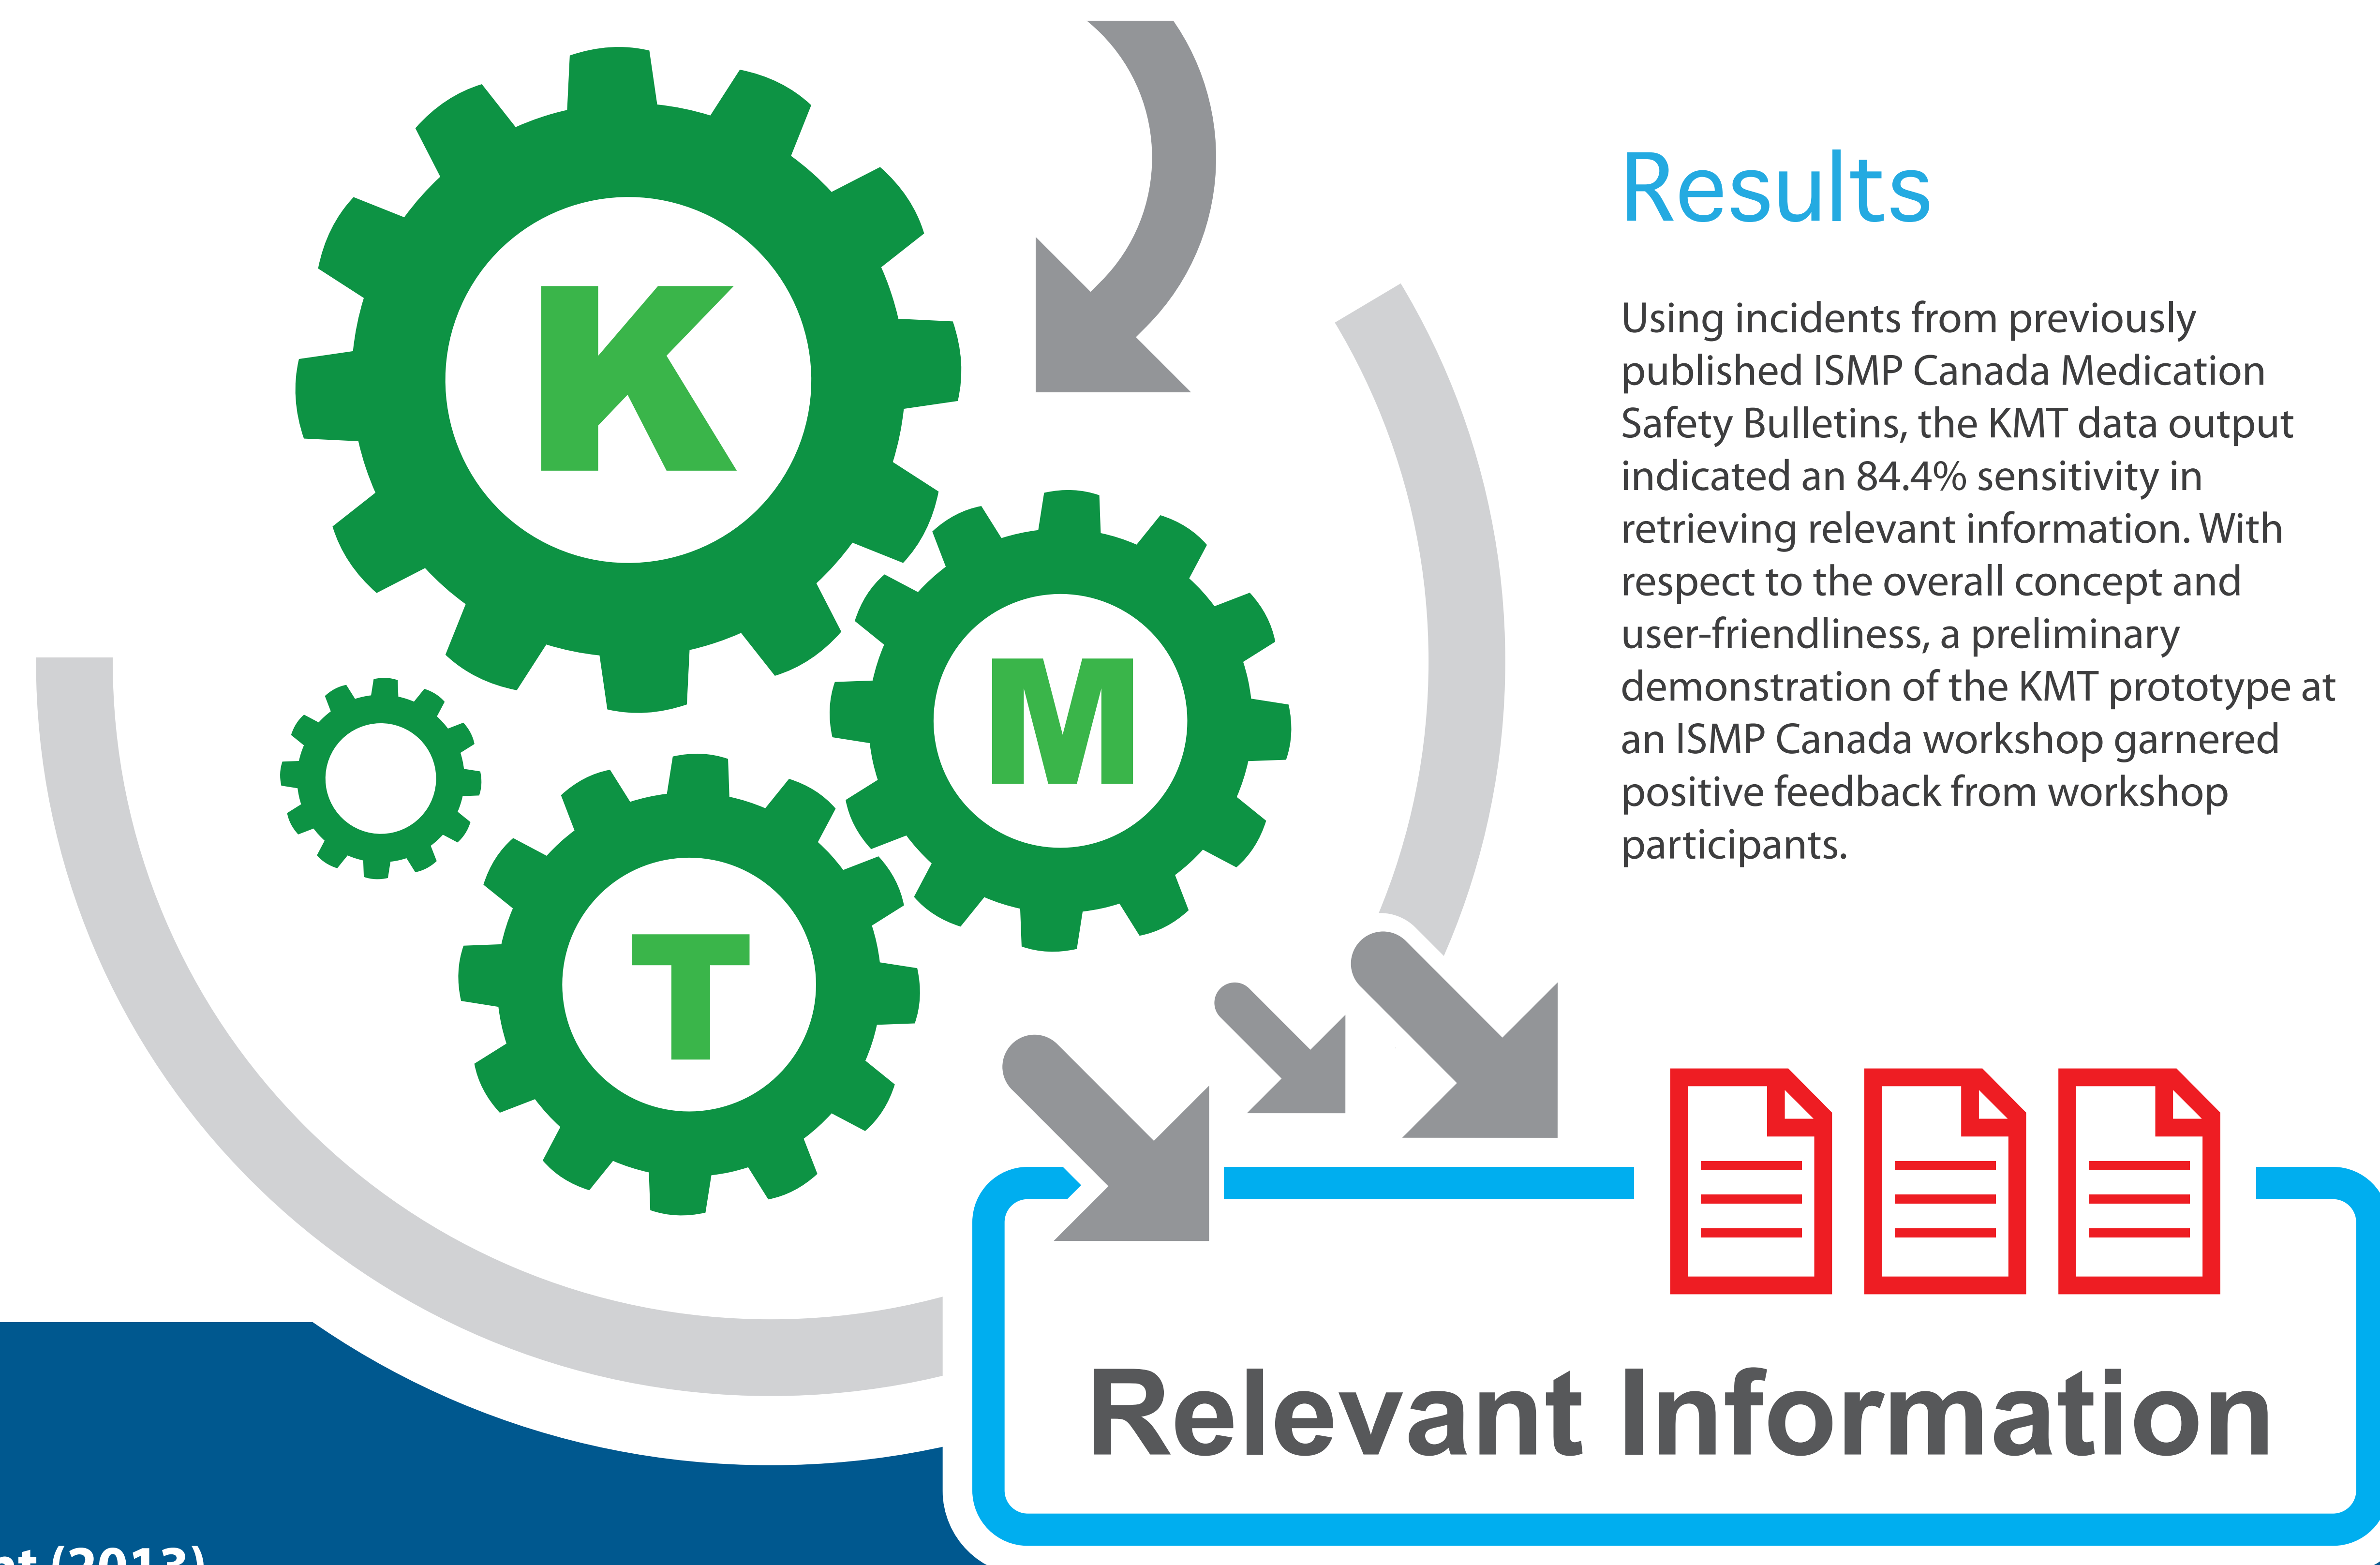 K
M
T
Results
Using incidents from previously
published ISMP Canada Medication
Safety Bulletins, the KMT data output
indicated an 84.4% sensitivity in
retrieving relevant information. With
respect to the overall concept and
user-friendliness, a preliminary
demonstration of the KMT prototype at
an ISMP Canada workshop garnered
positive feedback from workshop
participants.
Relevant Information
(2013)